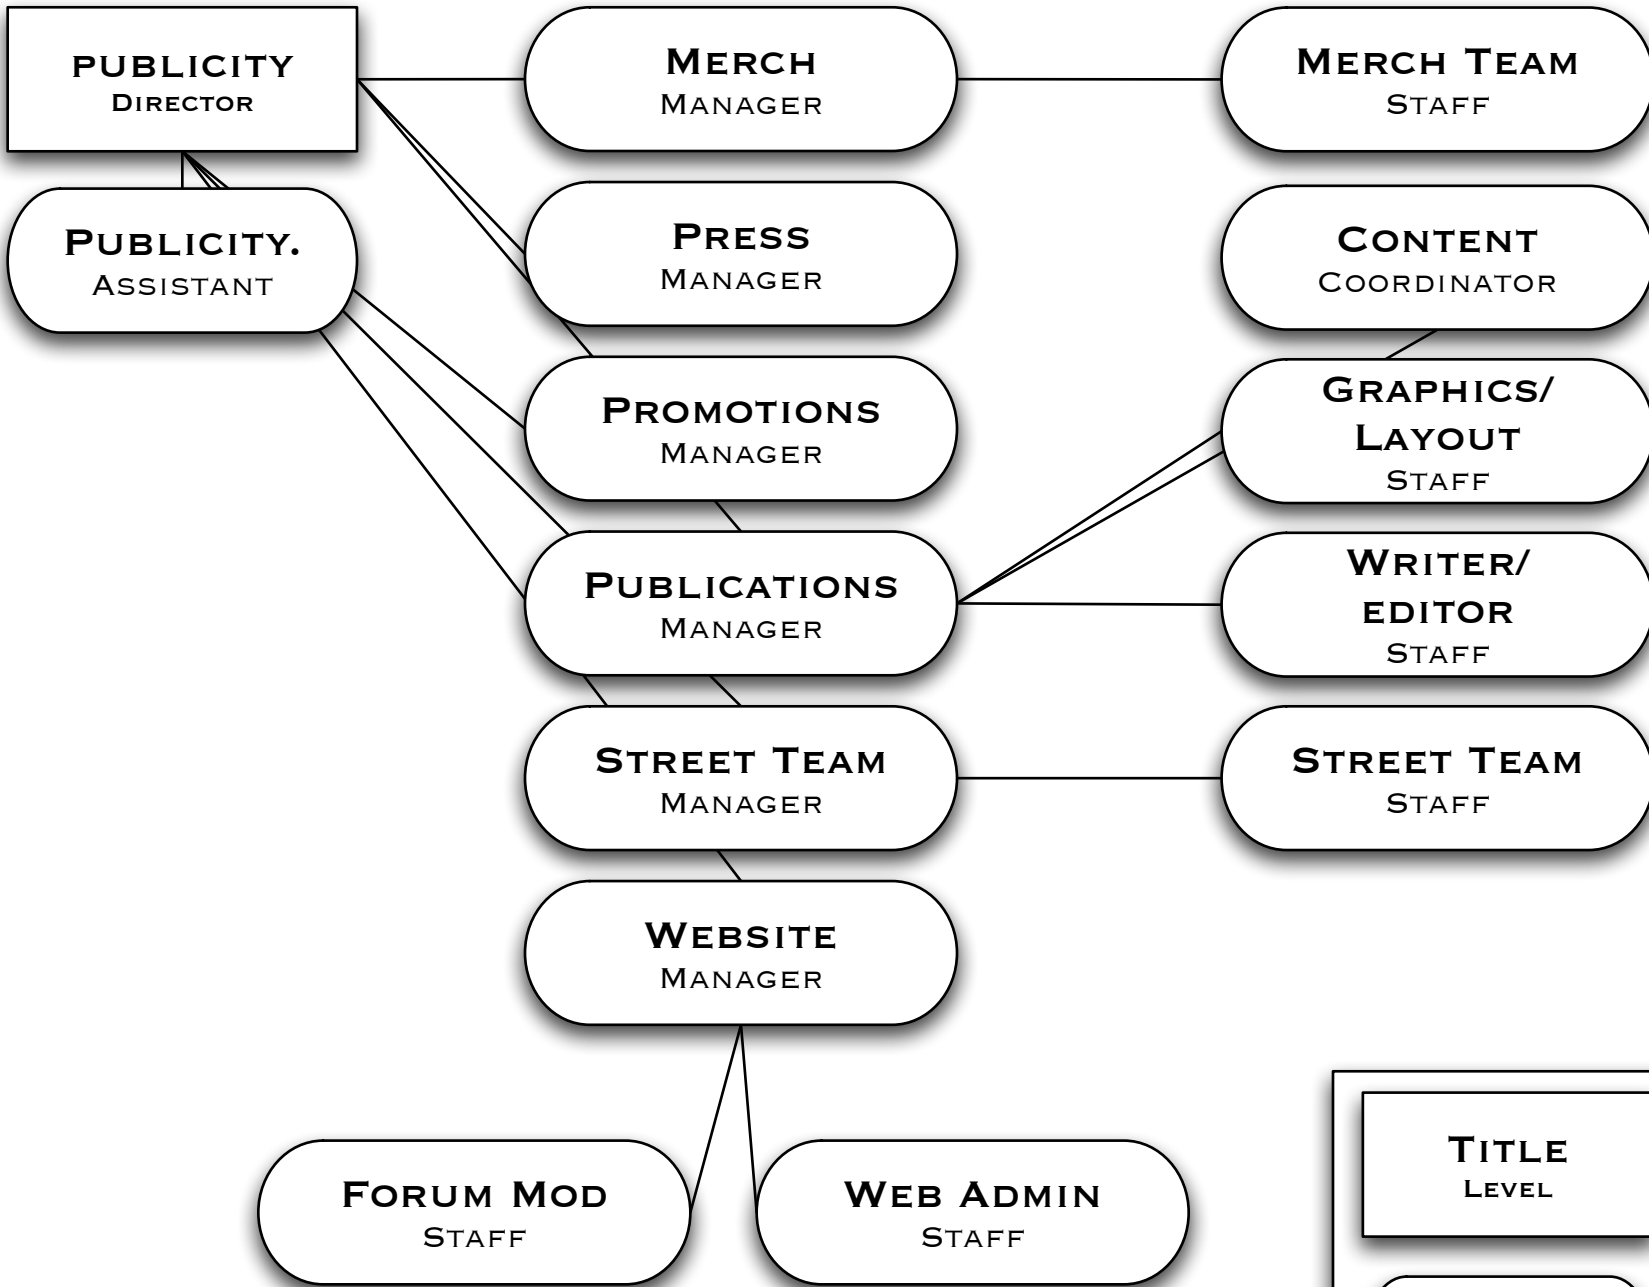 PUBLICITY
DIRECTOR
MERCH
MANAGER
MERCH TEAM
STAFF
PUBLICITY.
ASSISTANT
PRESS
MANAGER
CONTENT
COORDINATOR
PROMOTIONS
MANAGER
GRAPHICS/
LAYOUT
STAFF
PUBLICATIONS
MANAGER
WRITER/
EDITOR
STAFF
STREET TEAM
MANAGER
STREET TEAM
STAFF
WEBSITE
MANAGER
FORUM MOD
STAFF
WEB ADMIN
STAFF
TITLE
LEVEL